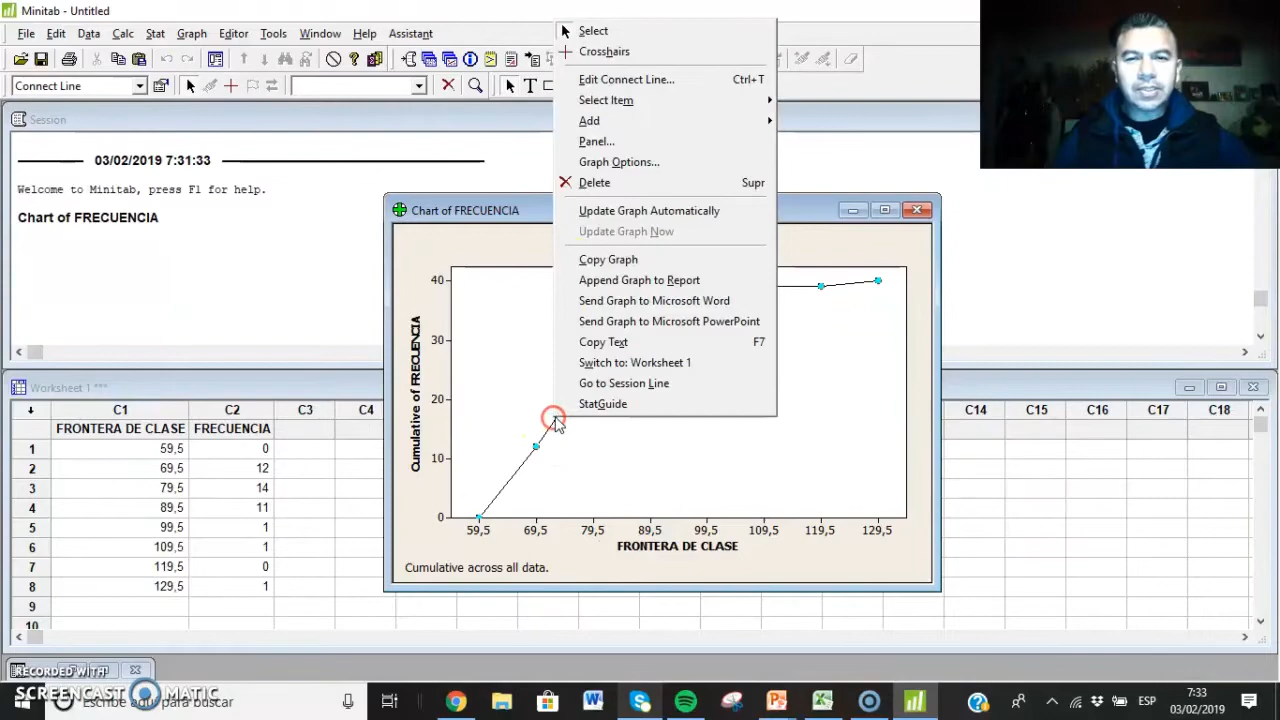 Minitab - Untitled
File Edit Data Calc Stat Graph Editor Tools Window Help Assistant
Connect Line
Session
03/02/2019 7:31:33
Welcome to Minitab, press F1 for help.
Chart of FRECUENCIA
Select
Crosshairs
Edit Connect Line... Ctrl+T
Select Item
Add
Panel...
Graph Options...
Delete Supr
Update Graph Automatically
Update Graph Now
Copy Graph
Append Graph to Report
Send Graph to Microsoft Word
Send Graph to Microsoft PowerPoint
Copy Text F7
Switch to: Worksheet 1
Go to Session Line
StatGuide
Chart of FRECUENCIA
Cumulative of FRECUENCIA
40
30
20
10
0
59,5 69,5 79,5 89,5 99,5 109,5 119,5 129,5
FRONTERA DE CLASE
Cumulative across all data.
Worksheet 1 ***
C1 C2 C3 C4 C14 C15 C16 C17 C18
FRONTERA DE CLASE FRECUENCIA
1 59,5 0
2 69,5 12
3 79,5 14
4 89,5 11
5 99,5 1
6 109,5 1
7 119,5 0
8 129,5 1
9
10
RECORDED WITH
SCREENCAST MATIC
Escribe aquí para buscar
ESP
7:33
03/02/2019